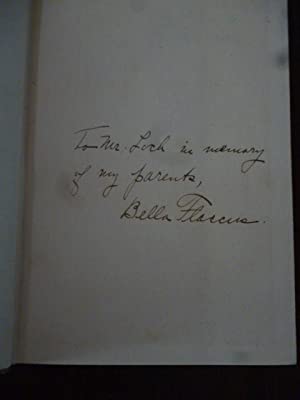 To Mr. Loch in memory
of my parents,
Bella Flaccus.